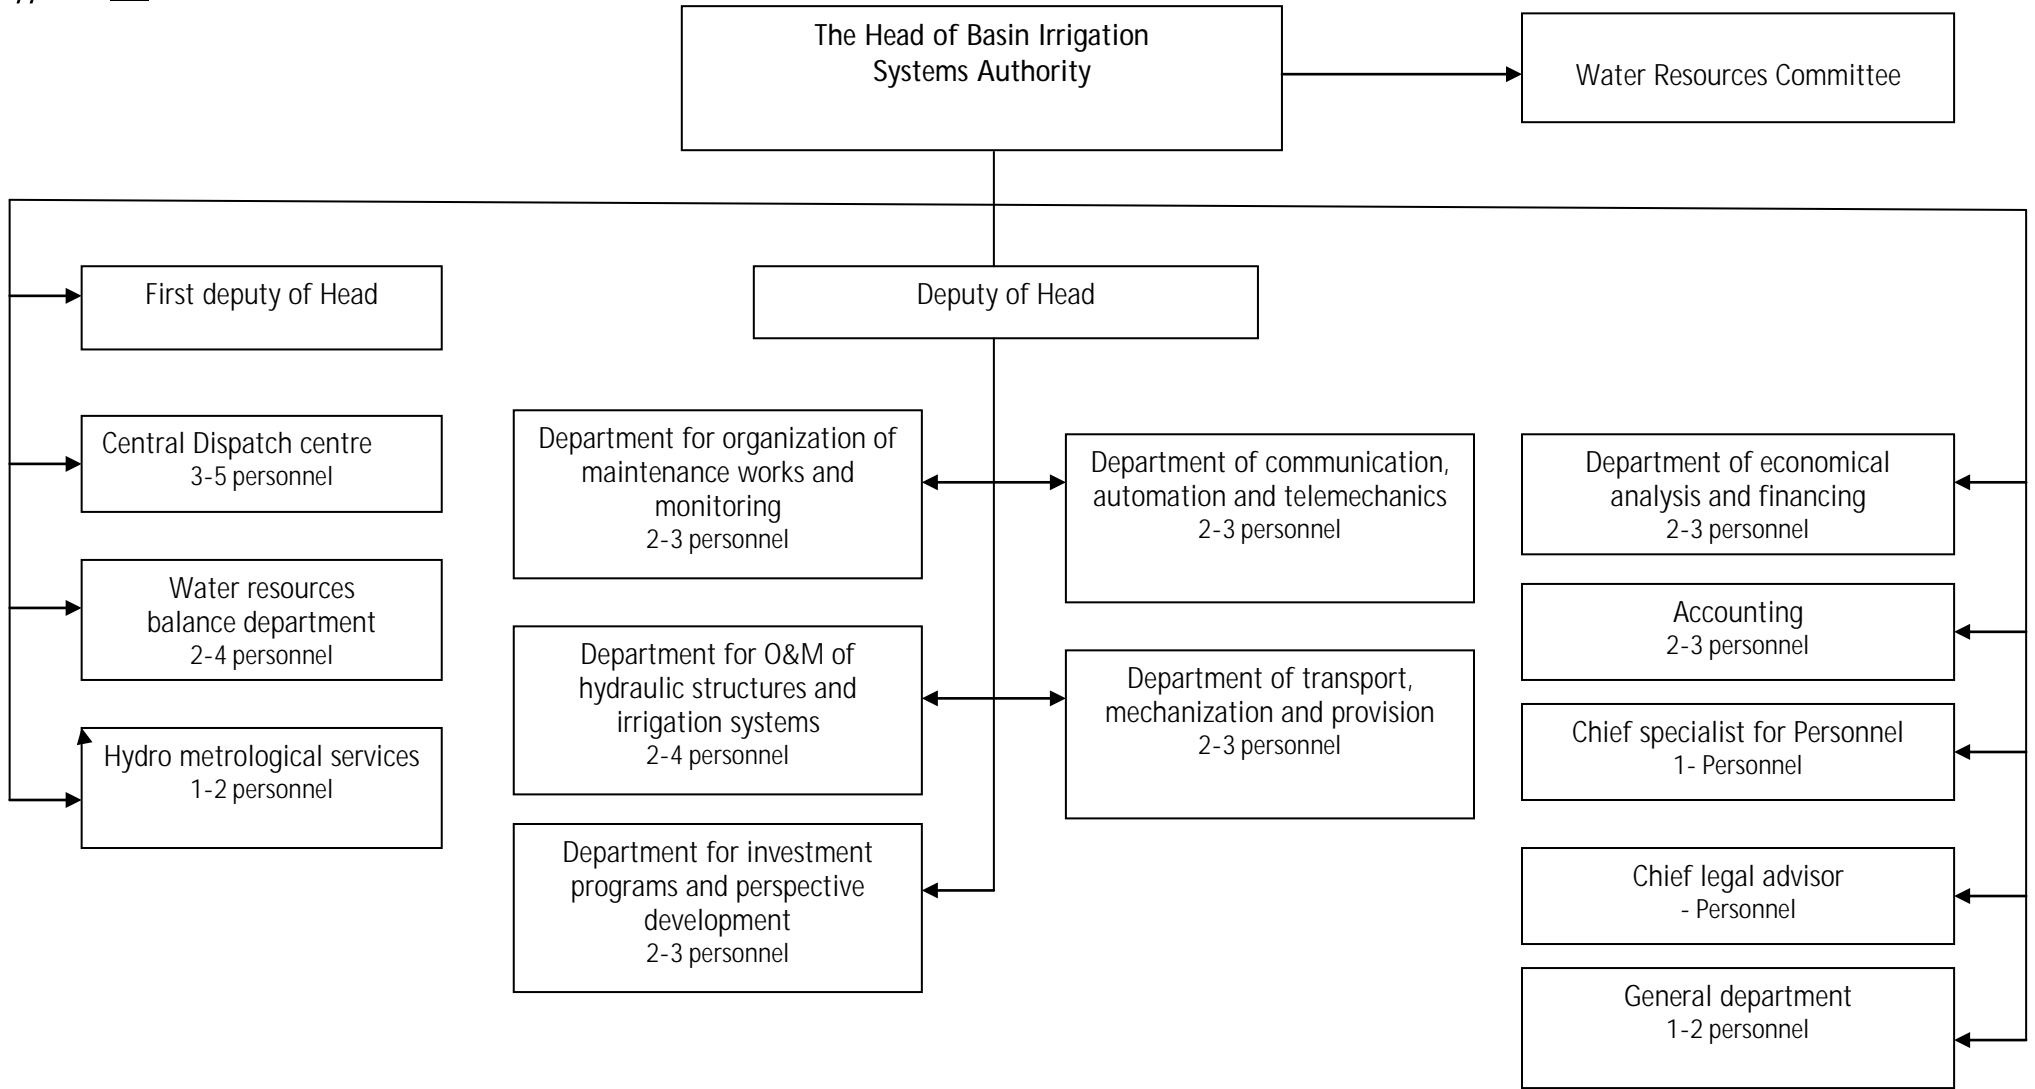 The Head of Basin Irrigation
Systems Authority
Water Resources Committee
First deputy of Head
Deputy of Head
Central Dispatch centre
3-5 personnel
Water resources
balance department
2-4 personnel
Hydro metrological services
1-2 personnel
Department for organization of
maintenance works and
monitoring
2-3 personnel
Department for O&M of
hydraulic structures and
irrigation systems
2-4 personnel
Department for investment
programs and perspective
development
2-3 personnel
Department of communication,
automation and telemechanics
2-3 personnel
Department of transport,
mechanization and provision
2-3 personnel
Department of economical
analysis and financing
2-3 personnel
Accounting
2-3 personnel
Chief specialist for Personnel
1- Personnel
Chief legal advisor
- Personnel
General department
1-2 personnel